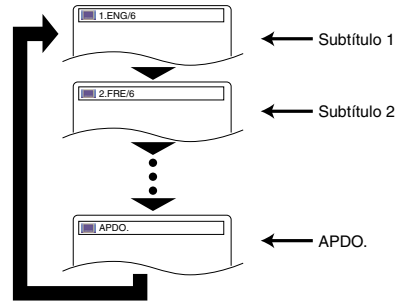 1.ENG/6
Subtítulo 1
2.FRE/6
Subtítulo 2
APDO.
APDO.